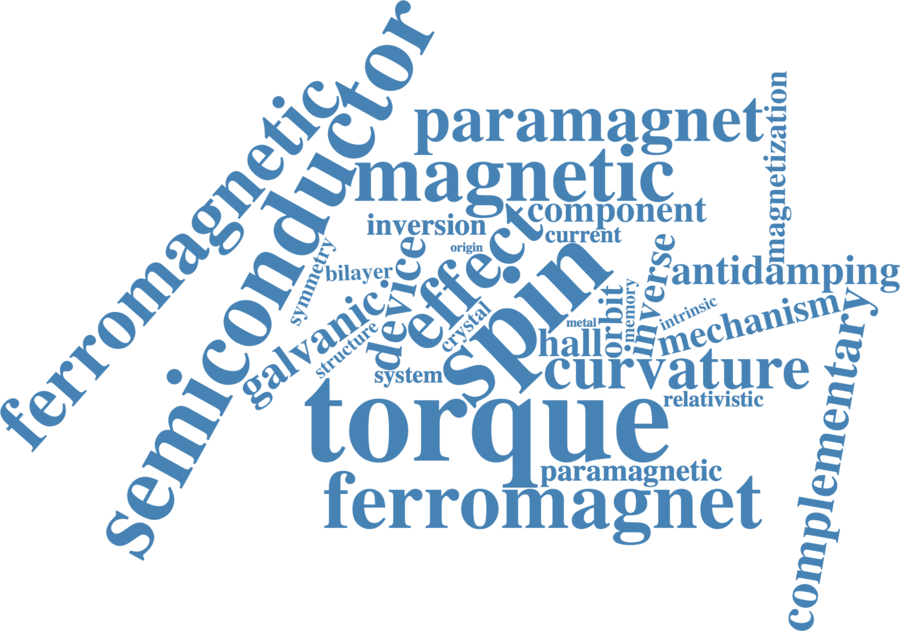 semiconductor
ferromagnetic
paramagnet
magnetization
magnetic
component
inversion
effect
current
origin
symmetry
bilayer
device
spin
inverse
antidamping
galvanic
structure
crystal
memory
orbit
metal
intrinsic
mechanism
hall
complementary
system
curvature
torque
relativistic
paramagnetic
ferromagnet